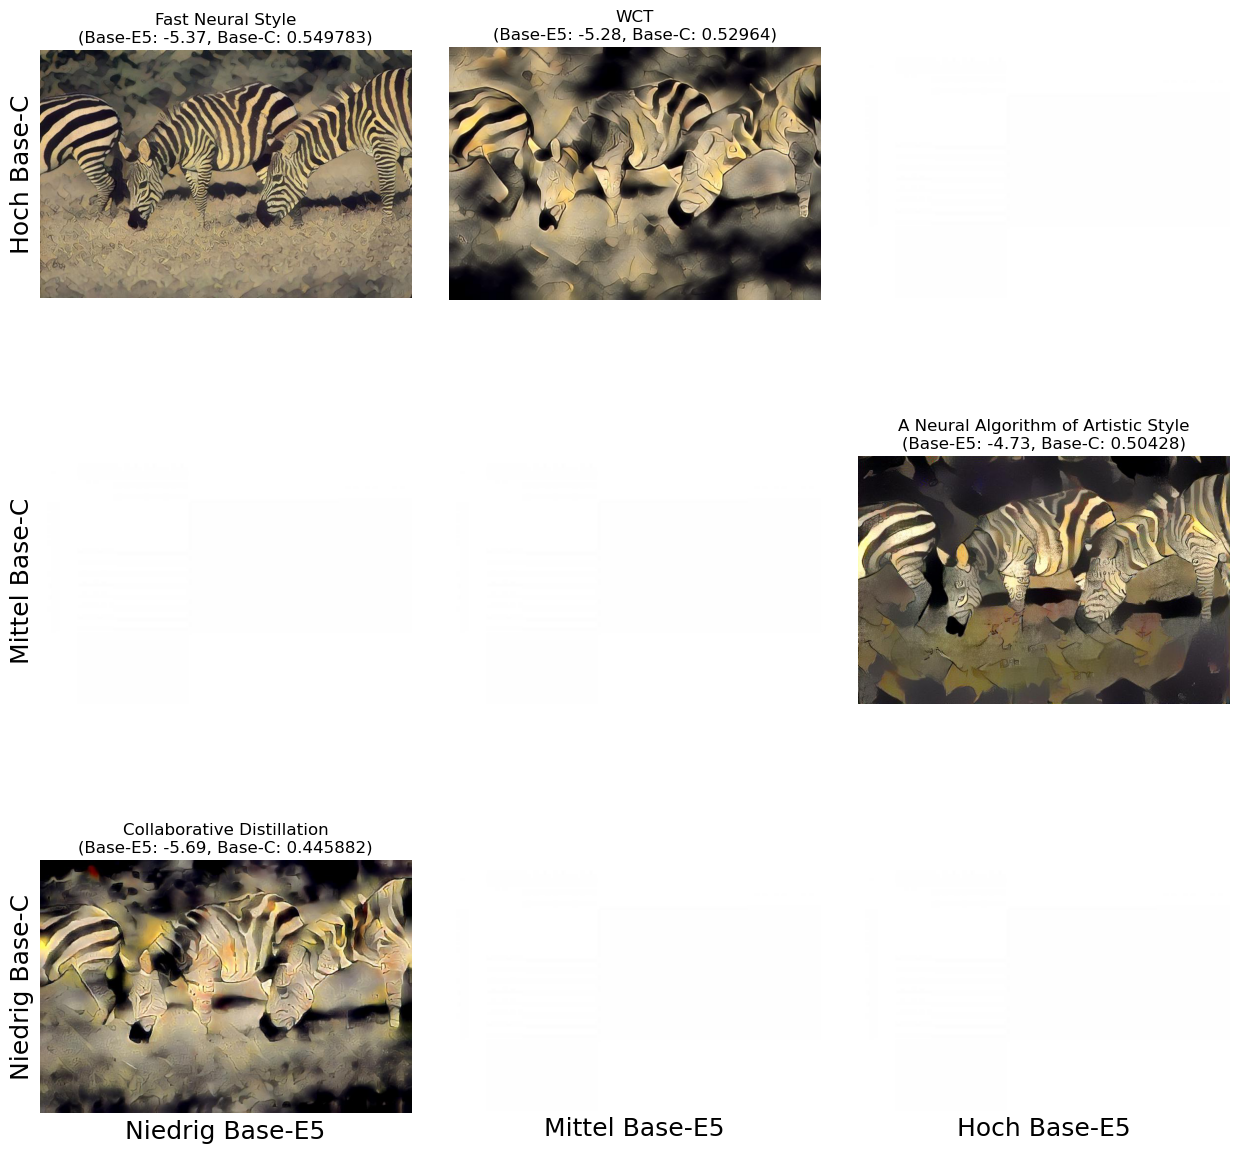 Fast Neural Style
(Base-E5: -5.37, Base-C: 0.549783)
WCT
(Base-E5: -5.28, Base-C: 0.52964)
Hoch Base-C
A Neural Algorithm of Artistic Style
(Base-E5: -4.73, Base-C: 0.50428)
Mittel Base-C
Collaborative Distillation
(Base-E5: -5.69, Base-C: 0.445882)
Niedrig Base-C
Niedrig Base-E5
Mittel Base-E5
Hoch Base-E5